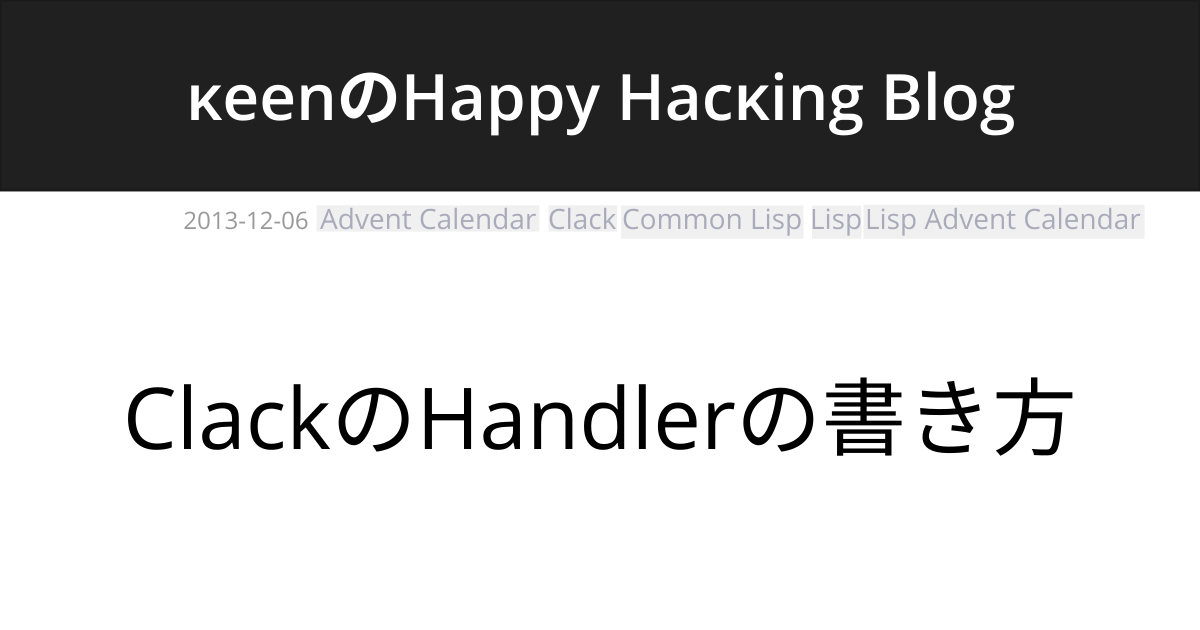 κeenのHappy Hacκing Blog
2013-12-06 Advent Calendar Clack Common Lisp Lisp Lisp Advent Calendar
ClackのHandlerの書き方